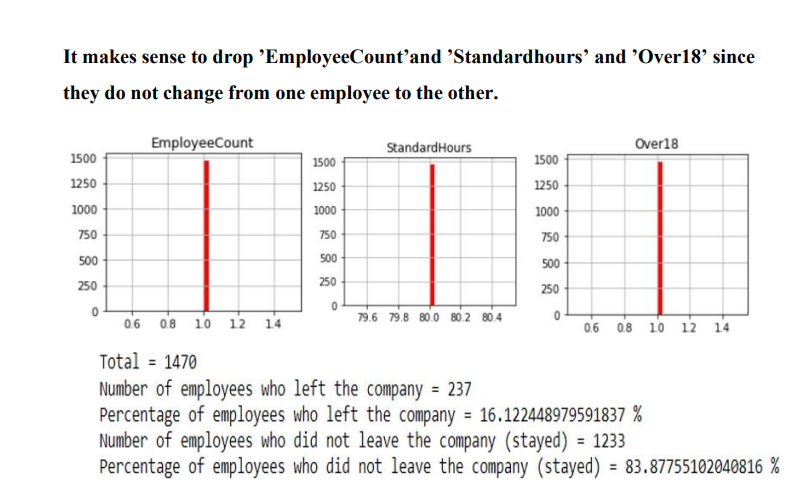 It makes sense to drop ’EmployeeCount’and ’Standardhours’ and ’Over18’ since
they do not change from one employee to the other.
EmployeeCount
1500
1250
1000
750
500
250
0
0.6 0.8 1.0 1.2 1.4
StandardHours
1500
1250
1000
750
500
250
0
79.6 79.8 80.0 80.2 80.4
Over18
1500
1250
1000
750
500
250
0
0.6 0.8 1.0 1.2 1.4
Total = 1470
Number of employees who left the company = 237
Percentage of employees who left the company = 16.122448979591837 %
Number of employees who did not leave the company (stayed) = 1233
Percentage of employees who did not leave the company (stayed) = 83.87755102040816 %